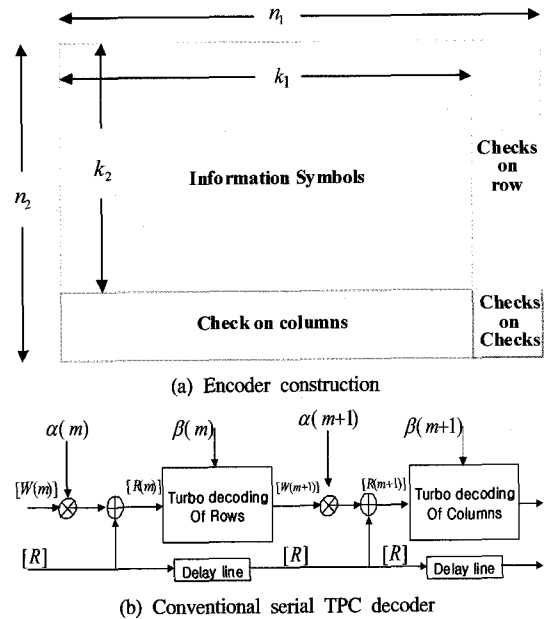 n₁
k₁
k₂
n₂
Information Symbols
Checks
on
row
Check on columns
Checks
on
Checks
(a) Encoder construction
α(m)
β(m)
α(m+1)
β(m+1)
[W(m)]
[R(m)]
Turbo decoding
Of Rows
[W(m+1)]
[R(m+1)]
Turbo decoding
Of Columns
[R]
Delay line
[R]
[R]
Delay line
(b) Conventional serial TPC decoder